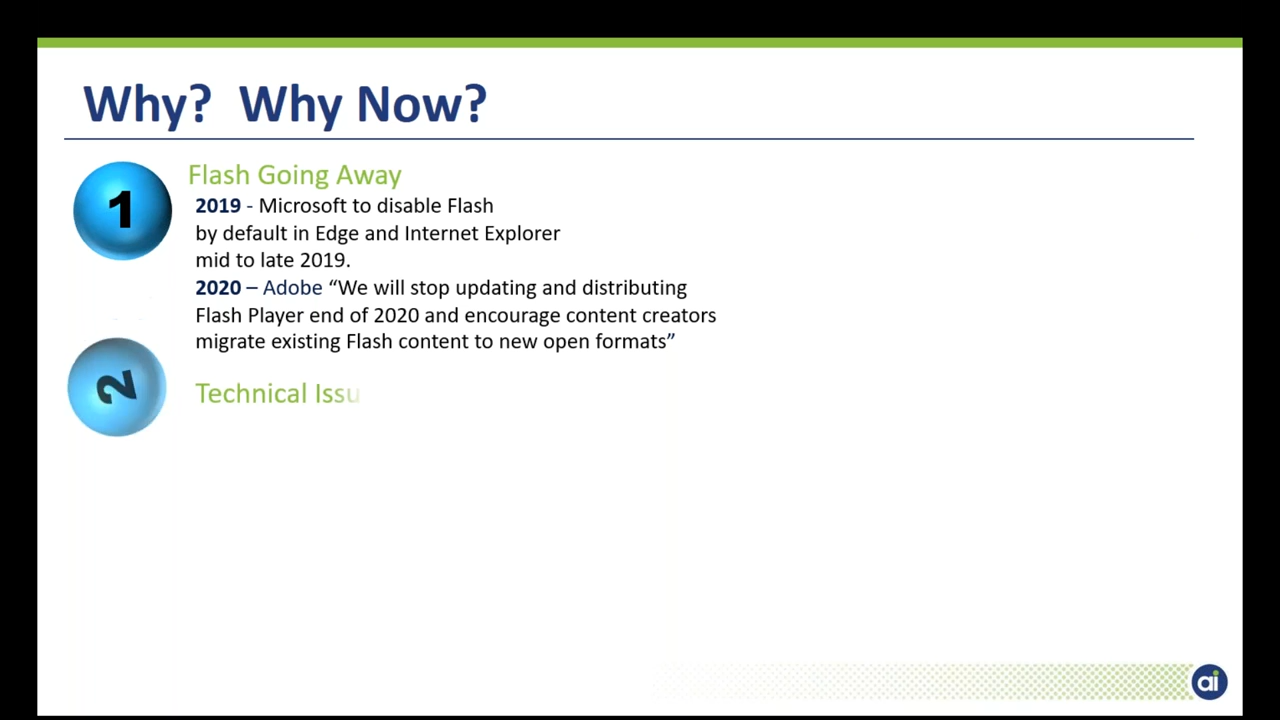 Why? Why Now?
1
Flash Going Away
2019 - Microsoft to disable Flash
by default in Edge and Internet Explorer
mid to late 2019.
2020 – Adobe “We will stop updating and distributing
Flash Player end of 2020 and encourage content creators
migrate existing Flash content to new open formats”
2
Technical Issu
ai